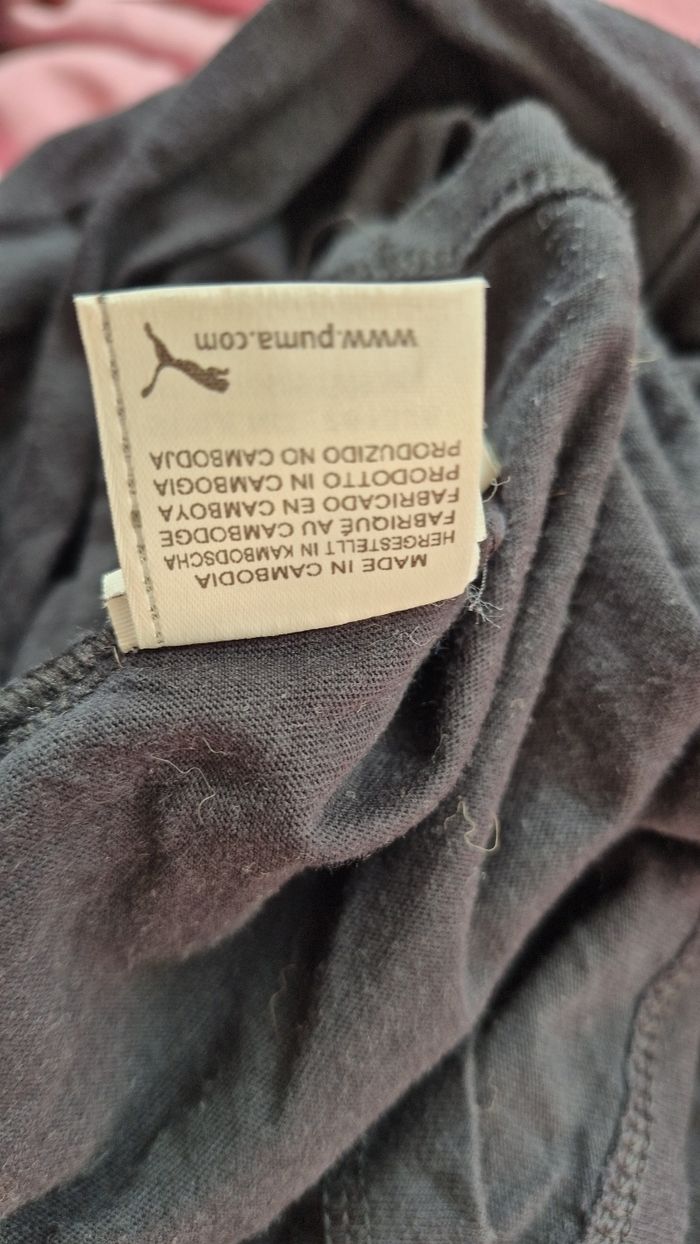 MADE IN CAMBODIA
HERGESTELLT IN KAMBODSCHA
FABRIQUÉ AU CAMBODGE
FABRICADO EN CAMBOYA
PRODOTTO IN CAMBOGIA
PRODUZIDO NO CAMBODJA
www.puma.com